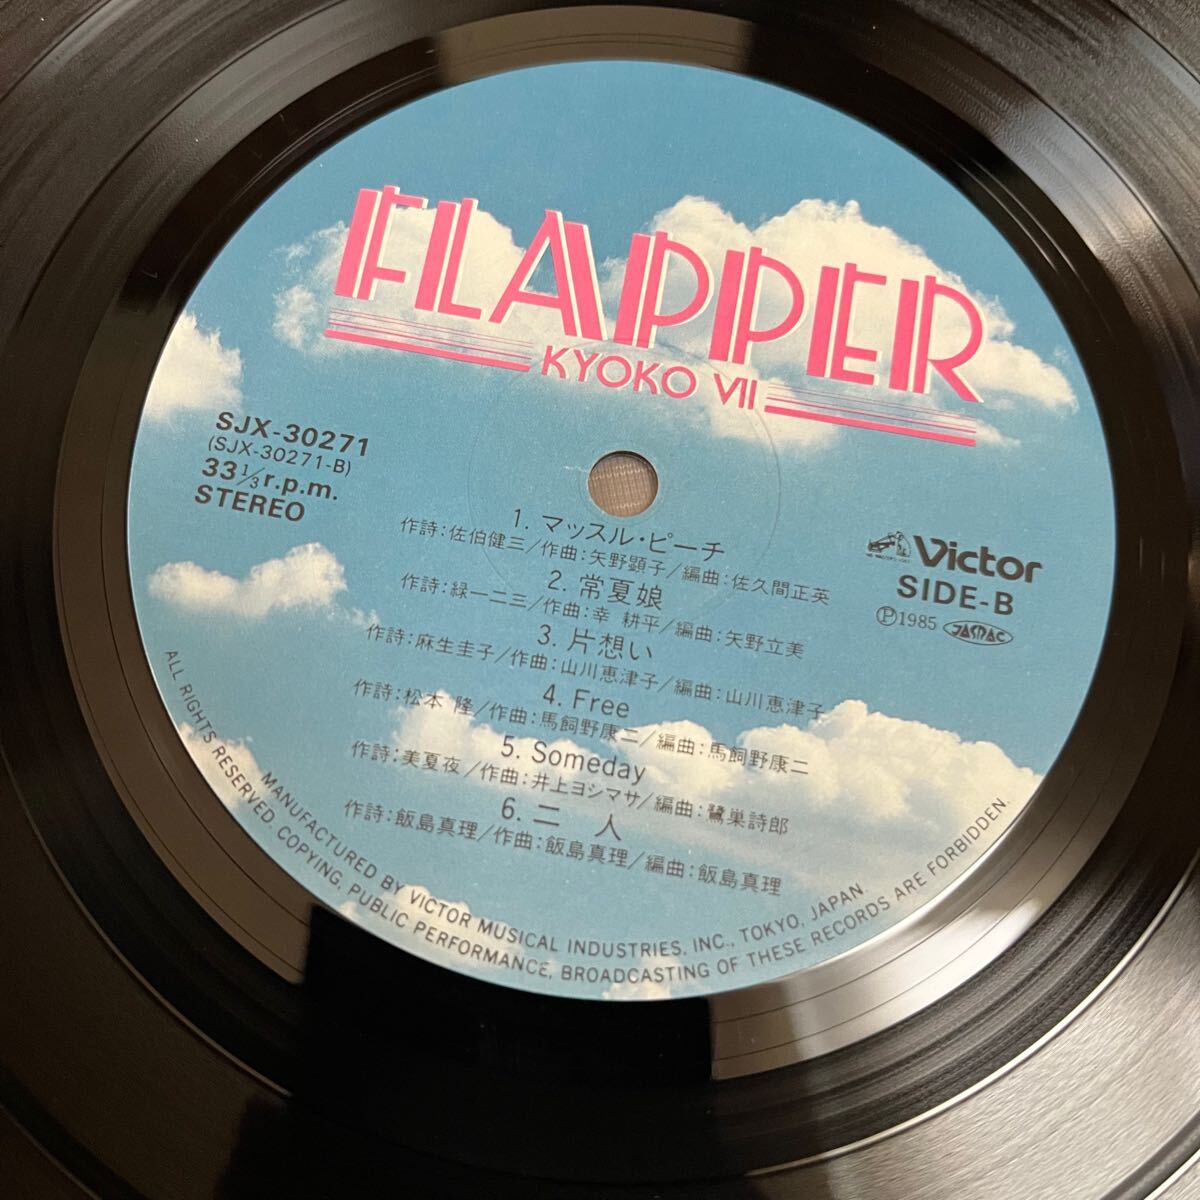 FLAPPER
KYOKO VII
SJX-30271
(SJX-30271-B)
33 1/3 r.p.m.
STEREO
1. マッスル・ピーチ
作詩:佐伯健三/作曲:矢野顕子/編曲:佐久間正英
2. 常夏娘
作詩:緑一二三/作曲:幸 耕平/編曲:矢野立美
3. 片想い
作詩:麻生圭子/作曲:山川恵津子/編曲:山川恵津子
4. Free
作詩:松本 隆/作曲:馬飼野康二/編曲:馬飼野康二
5. Someday
作詩:美夏夜/作曲:井上ヨシマサ/編曲:鷺巣詩郎
6. 二 人
作詩:飯島真理/作曲:飯島真理/編曲:飯島真理
Victor
SIDE-B
Ⓟ1985 JASRAC
MANUFACTURED BY VICTOR MUSICAL INDUSTRIES, INC., TOKYO, JAPAN.
ALL RIGHTS RESERVED. COPYING, PUBLIC PERFORMANCE, BROADCASTING OF THESE RECORDS ARE FORBIDDEN.